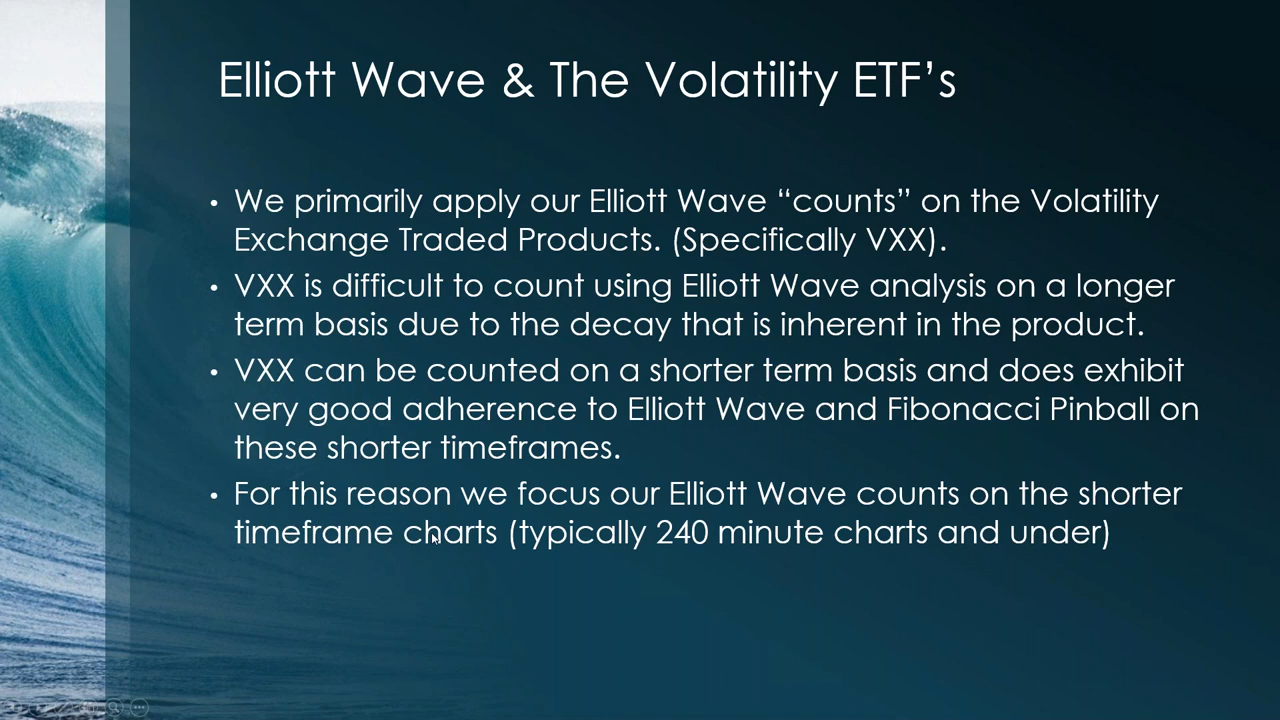 Elliott Wave & The Volatility ETF’s
• We primarily apply our Elliott Wave “counts” on the Volatility
Exchange Traded Products. (Specifically VXX).
• VXX is difficult to count using Elliott Wave analysis on a longer
term basis due to the decay that is inherent in the product.
• VXX can be counted on a shorter term basis and does exhibit
very good adherence to Elliott Wave and Fibonacci Pinball on
these shorter timeframes.
• For this reason we focus our Elliott Wave counts on the shorter
timeframe charts (typically 240 minute charts and under)